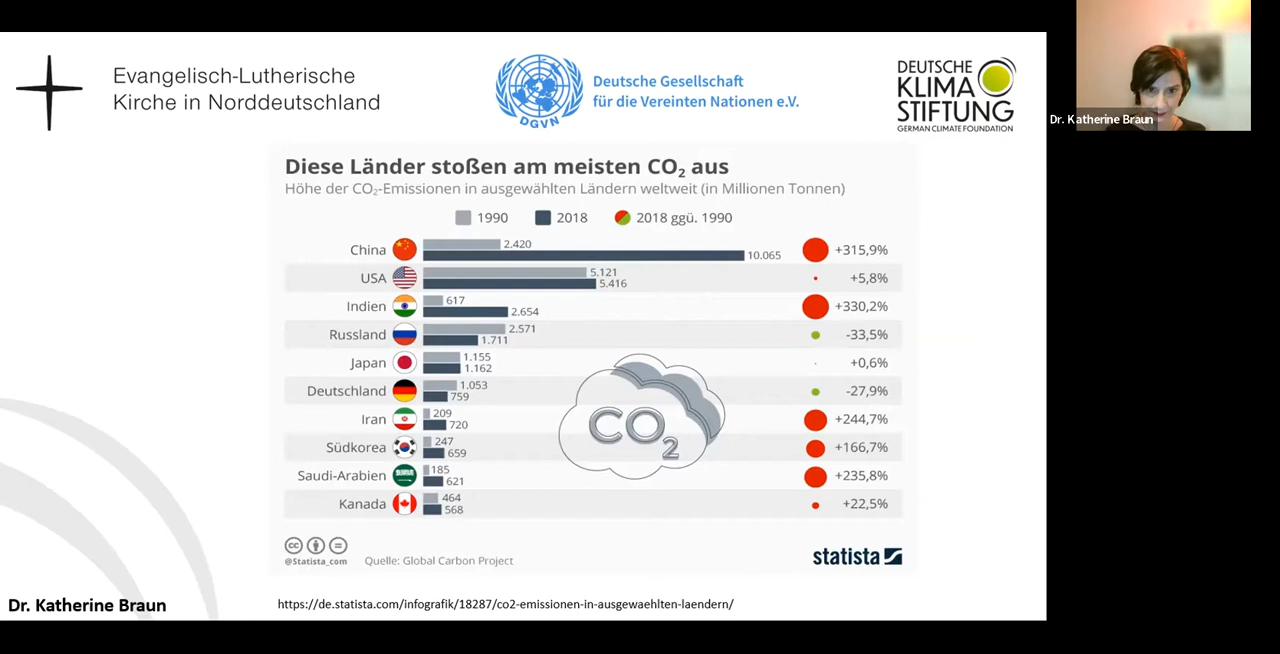 Evangelisch-Lutherische
Kirche in Norddeutschland
DGVN
Deutsche Gesellschaft
für die Vereinten Nationen e.V.
DEUTSCHE
KLIMA
STIFTUNG
GERMAN CLIMATE FOUNDATION
Dr. Katherine Braun
Diese Länder stoßen am meisten CO₂ aus
Höhe der CO₂-Emissionen in ausgewählten Ländern weltweit (in Millionen Tonnen)
1990 2018 2018 ggü. 1990
China 2.420 10.065 +315,9%
USA 5.121 5.416 +5,8%
Indien 617 2.654 +330,2%
Russland 2.571 1.711 -33,5%
Japan 1.155 1.162 +0,6%
Deutschland 1.053 759 -27,9%
Iran 209 720 +244,7%
Südkorea 247 659 +166,7%
Saudi-Arabien 185 621 +235,8%
Kanada 464 568 +22,5%
CO₂
cc
@Statista_com
Quelle: Global Carbon Project
statista
Dr. Katherine Braun
https://de.statista.com/infografik/18287/co2-emissionen-in-ausgewaehlten-laendern/